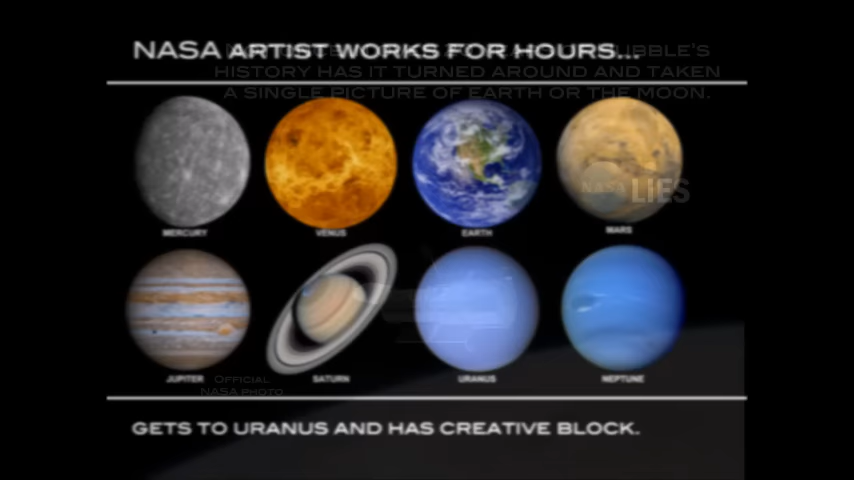 NASA ARTIST WORKS FOR HOURS...
HISTORY HAS IT TURNED AROUND AND TAKEN
A SINGLE PICTURE OF EARTH OR THE MOON.
NASA LIES
MERCURY
VENUS
EARTH
MARS
JUPITER
SATURN
URANUS
NEPTUNE
OFFICIAL
NASA PHOTO
GETS TO URANUS AND HAS CREATIVE BLOCK.